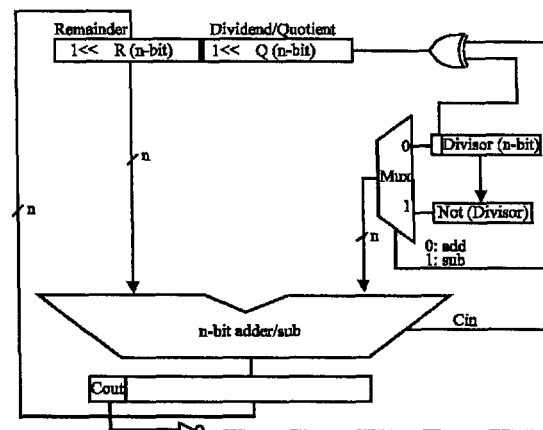 Remainder
Dividend/Quotient
1<< R (n-bit)
1<< Q (n-bit)
0
Divisor (n-bit)
n
Mux
n
1
Not (Divisor)
n
0: add
1: sub
n-bit adder/sub
Cin
Cout